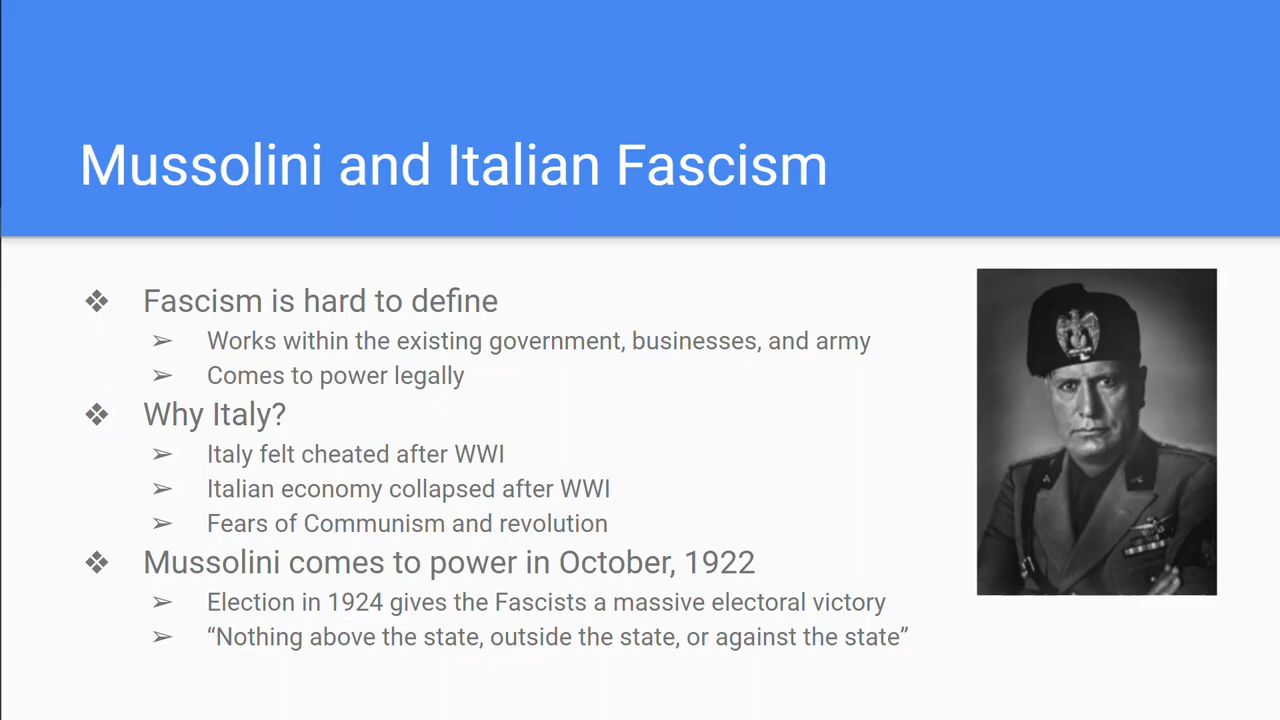 Mussolini and Italian Fascism
❖ Fascism is hard to define
➢ Works within the existing government, businesses, and army
➢ Comes to power legally
❖ Why Italy?
➢ Italy felt cheated after WWI
➢ Italian economy collapsed after WWI
➢ Fears of Communism and revolution
❖ Mussolini comes to power in October, 1922
➢ Election in 1924 gives the Fascists a massive electoral victory
➢ “Nothing above the state, outside the state, or against the state”